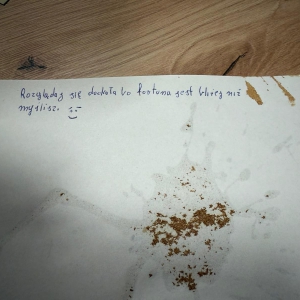 Rozglądaj się dookoła bo fortuna jest bliżej niż
myślisz. :-)